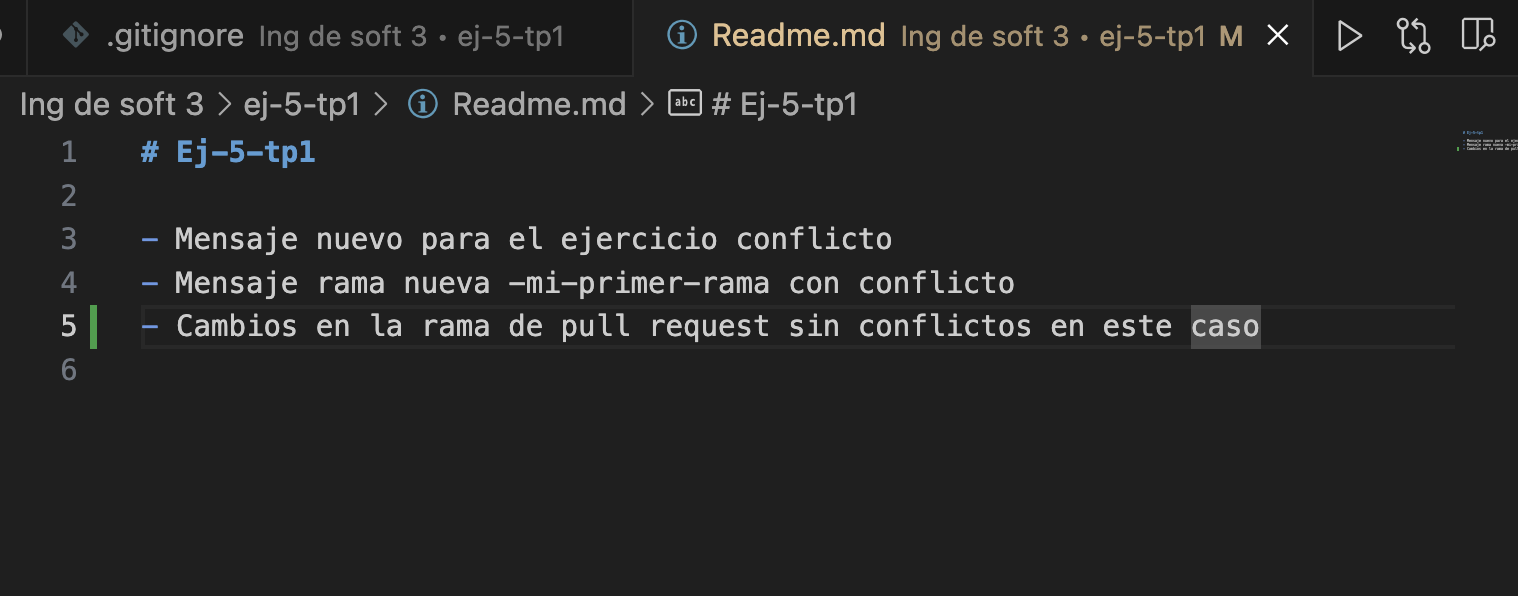 .gitignore Ing de soft 3 • ej-5-tp1 Readme.md Ing de soft 3 • ej-5-tp1 M
Ing de soft 3 > ej-5-tp1 > Readme.md > abc # Ej-5-tp1
1 # Ej-5-tp1
2
3 - Mensaje nuevo para el ejercicio conflicto
4 - Mensaje rama nueva -mi-primer-rama con conflicto
5 - Cambios en la rama de pull request sin conflictos en este caso
6